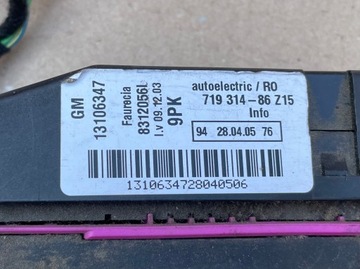 GM
13106347
Faurecia
8312056L
I.v 09.12.03
9PK
autoelectric / RO
719 314-86 Z15
Info
94 28.04.05 76
1310634728040506